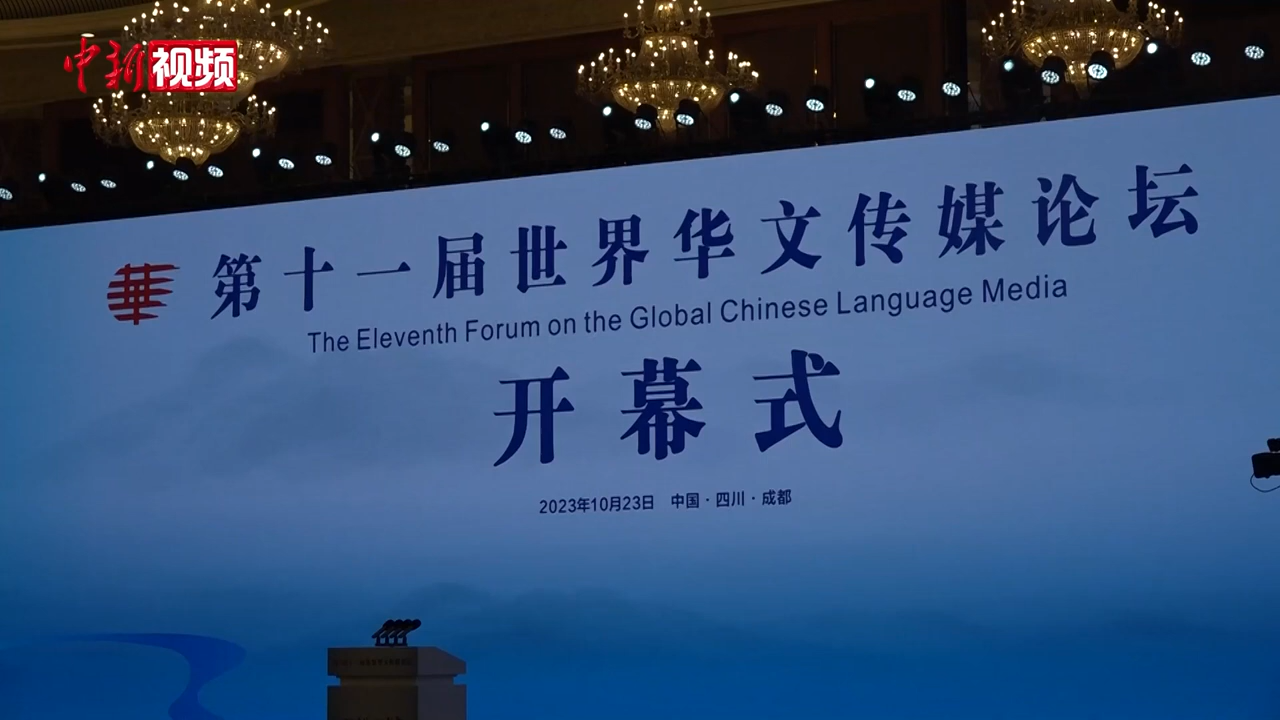 中新视频
華
第十一届世界华文传媒论坛
The Eleventh Forum on the Global Chinese Language Media
开幕式
2023年10月23日 中国·四川·成都